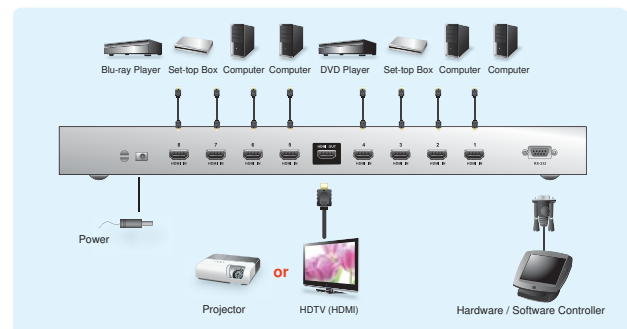 Blu-ray Player Set-top Box Computer Computer DVD Player Set-top Box Computer Computer
8 7 6 5 HDMI OUT 4 3 2 1
HDMI IN HDMI IN HDMI IN HDMI IN HDMI IN HDMI IN HDMI IN HDMI IN RS-232
Power
or
Projector HDTV (HDMI) Hardware / Software Controller